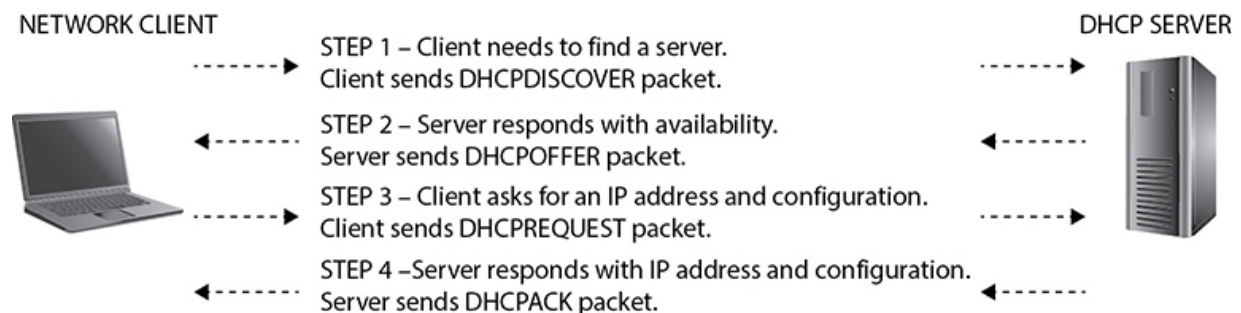 NETWORK CLIENT
DHCP SERVER
STEP 1 – Client needs to find a server.
Client sends DHCPDISCOVER packet.
STEP 2 – Server responds with availability.
Server sends DHCPOFFER packet.
STEP 3 – Client asks for an IP address and configuration.
Client sends DHCPREQUEST packet.
STEP 4 –Server responds with IP address and configuration.
Server sends DHCPACK packet.